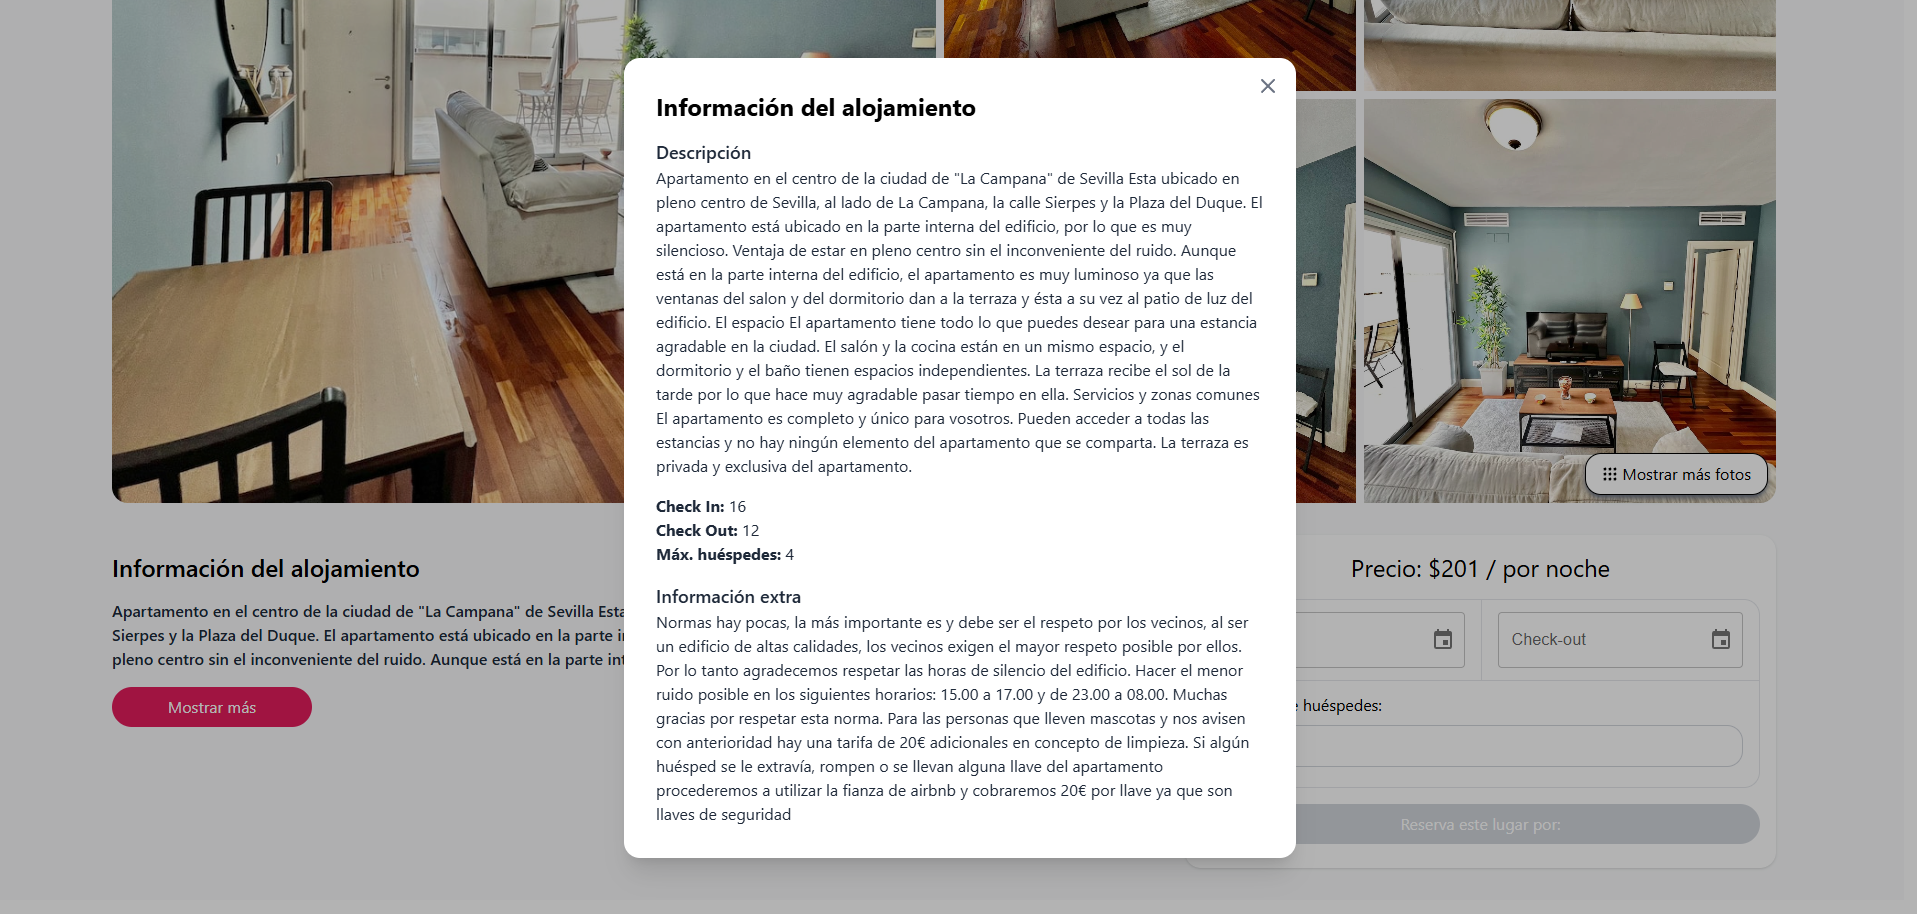 Información del alojamiento
Descripción
Apartamento en el centro de la ciudad de "La Campana" de Sevilla Esta ubicado en
pleno centro de Sevilla, al lado de La Campana, la calle Sierpes y la Plaza del Duque. El
apartamento está ubicado en la parte interna del edificio, por lo que es muy
silencioso. Ventaja de estar en pleno centro sin el inconveniente del ruido. Aunque
está en la parte interna del edificio, el apartamento es muy luminoso ya que las
ventanas del salon y del dormitorio dan a la terraza y ésta a su vez al patio de luz del
edificio. El espacio El apartamento tiene todo lo que puedes desear para una estancia
agradable en la ciudad. El salón y la cocina están en un mismo espacio, y el
dormitorio y el baño tienen espacios independientes. La terraza recibe el sol de la
tarde por lo que hace muy agradable pasar tiempo en ella. Servicios y zonas comunes
El apartamento es completo y único para vosotros. Pueden acceder a todas las
estancias y no hay ningún elemento del apartamento que se comparta. La terraza es
privada y exclusiva del apartamento.
Check In: 16
Check Out: 12
Máx. huéspedes: 4
Información extra
Normas hay pocas, la más importante es y debe ser el respeto por los vecinos, al ser
un edificio de altas calidades, los vecinos exigen el mayor respeto posible por ellos.
Por lo tanto agradecemos respetar las horas de silencio del edificio. Hacer el menor
ruido posible en los siguientes horarios: 15.00 a 17.00 y de 23.00 a 08.00. Muchas
gracias por respetar esta norma. Para las personas que lleven mascotas y nos avisen
con anterioridad hay una tarifa de 20€ adicionales en concepto de limpieza. Si algún
huésped se le extravía, rompen o se llevan alguna llave del apartamento
procederemos a utilizar la fianza de airbnb y cobraremos 20€ por llave ya que son
llaves de seguridad
Mostrar más fotos
Información del alojamiento
Apartamento en el centro de la ciudad de "La Campana" de Sevilla Esta
Sierpes y la Plaza del Duque. El apartamento está ubicado en la parte
pleno centro sin el inconveniente del ruido. Aunque está en la parte
Mostrar más
Precio: $201 / por noche
Check-out
huéspedes:
Reserva este lugar por: